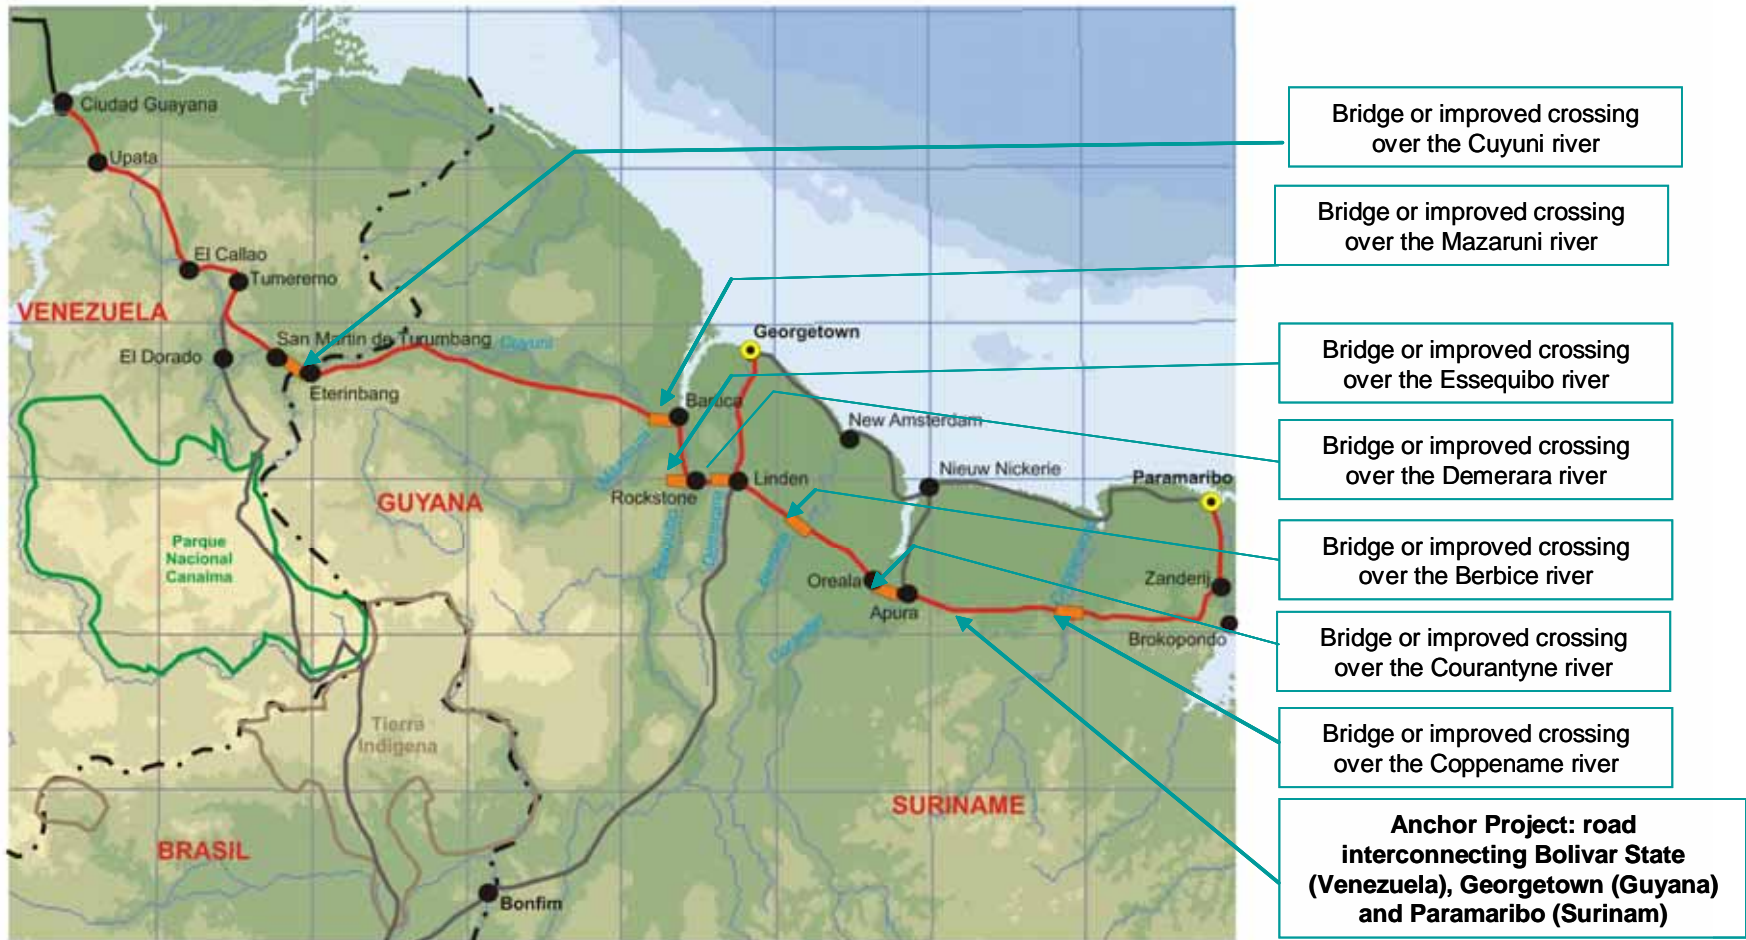 Ciudad Guayana
Upata
El Callao
Tumeremo
VENEZUELA
San Martin de Turumbang
El Dorado
Eterinbang
Cuyuni
Georgetown
Bartica
New Amsterdam
Nieuw Nickerie
Paramaribo
GUYANA
Rockstone
Linden
Parque
Nacional
Canaima
Oreala
Apura
Zanderij
Brokopondo
Tierra
Indigena
SURINAME
BRASIL
Bonfim
Bridge or improved crossing
over the Cuyuni river
Bridge or improved crossing
over the Mazaruni river
Bridge or improved crossing
over the Essequibo river
Bridge or improved crossing
over the Demerara river
Bridge or improved crossing
over the Berbice river
Bridge or improved crossing
over the Courantyne river
Bridge or improved crossing
over the Coppename river
Anchor Project: road
interconnecting Bolivar State
(Venezuela), Georgetown (Guyana)
and Paramaribo (Surinam)